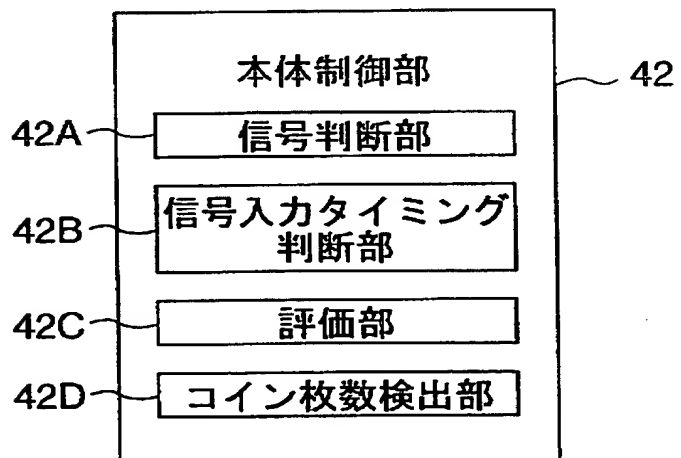 本体制御部
42
42A
信号判断部
42B
信号入力タイミング
判断部
42C
評価部
42D
コイン枚数検出部